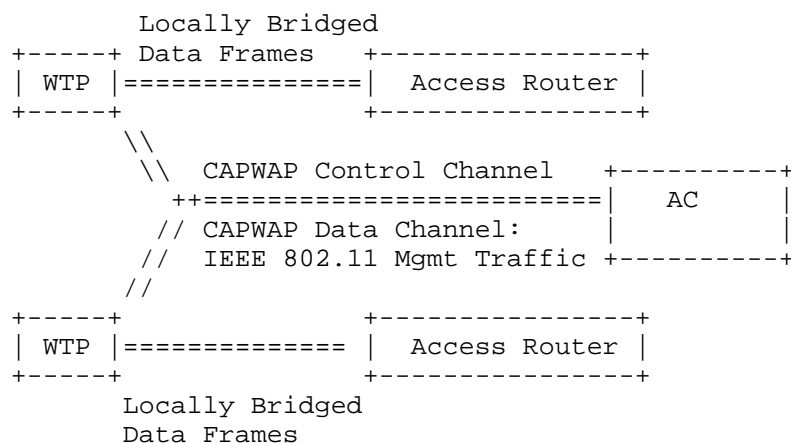 Locally Bridged
Data Frames
WTP Access Router
CAPWAP Control Channel
AC
CAPWAP Data Channel:
IEEE 802.11 Mgmt Traffic
WTP Access Router
Locally Bridged
Data Frames